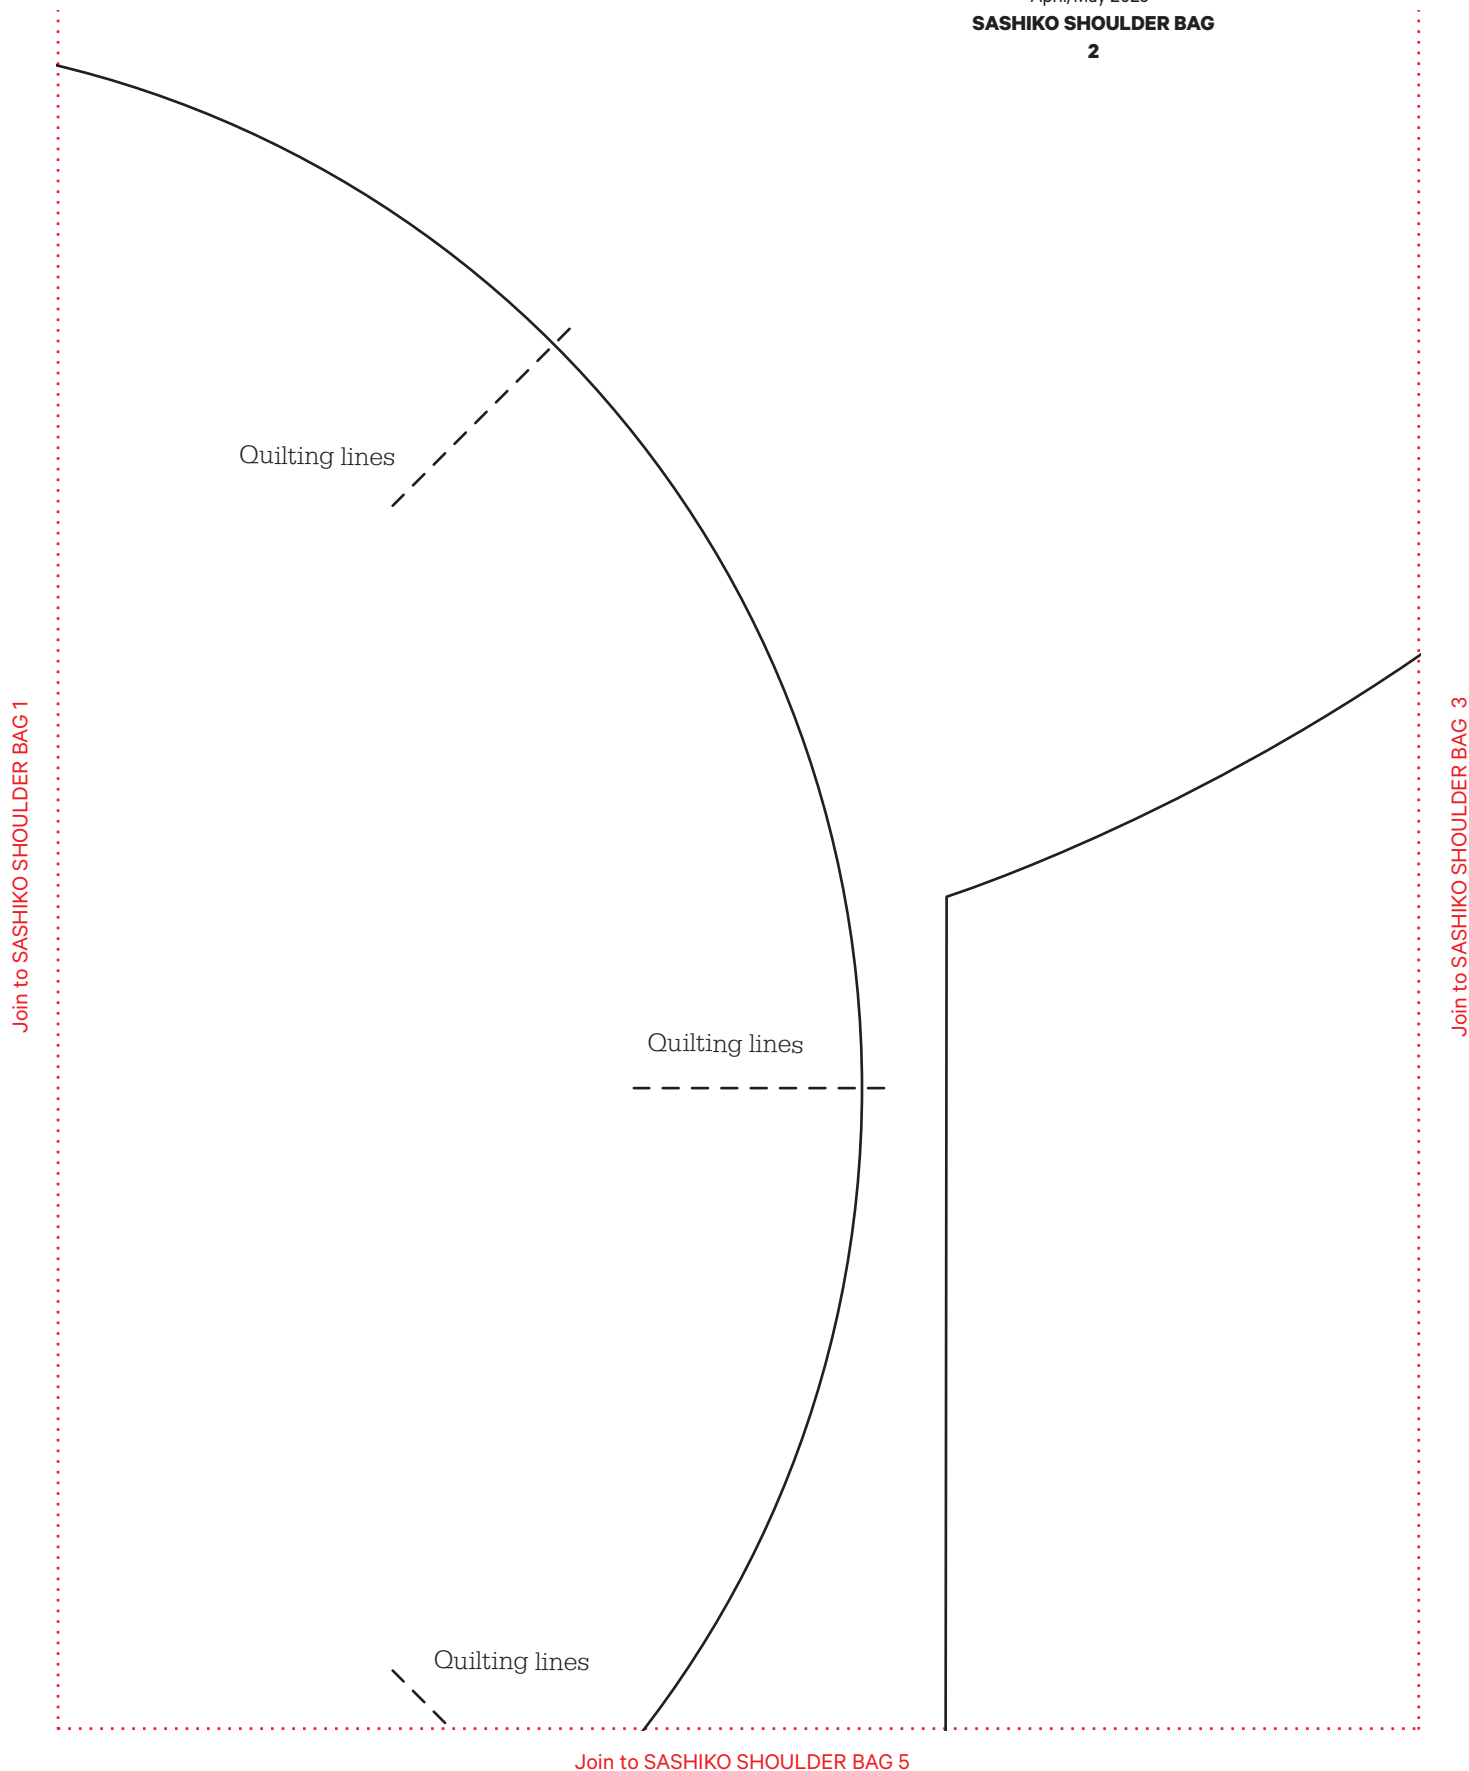 SASHIKO SHOULDER BAG
2
Quilting lines
Join to SASHIKO SHOULDER BAG 1
Join to SASHIKO SHOULDER BAG  3
Quilting lines
Quilting lines
Join to SASHIKO SHOULDER BAG 5